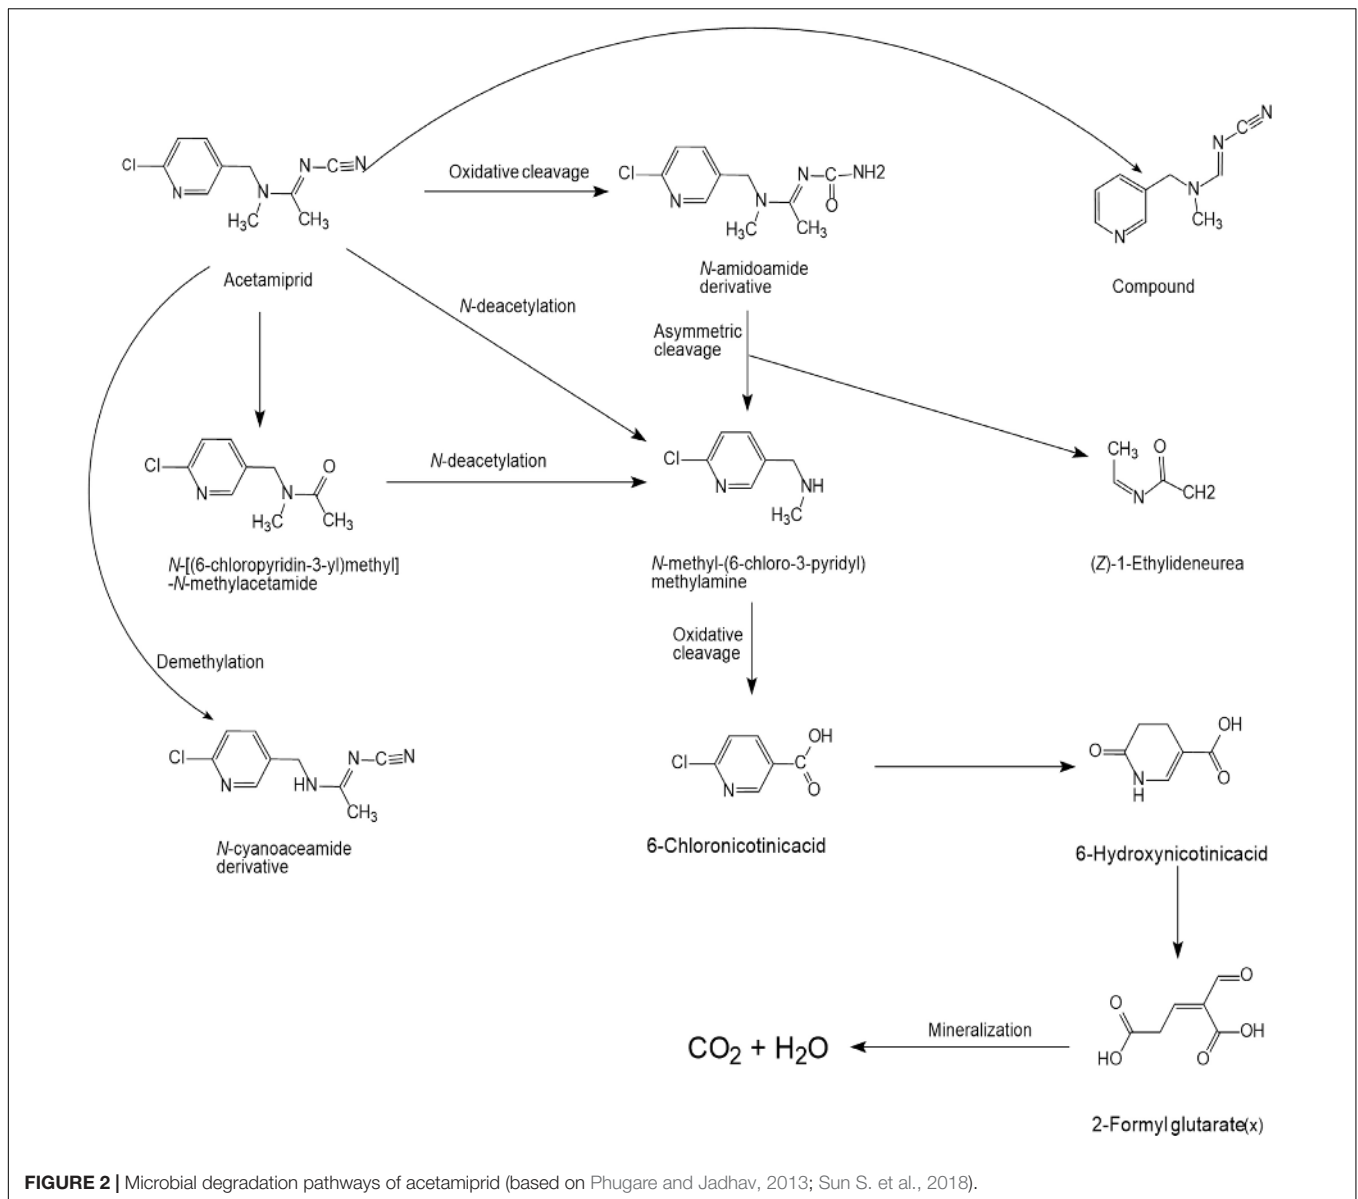 Cl
N
N
H₃C
N
C≡N
CH₃
Acetamiprid
Oxidative cleavage
Cl
N
N
H₃C
N
C
NH2
O
CH₃
N-amidoamide
derivative
N
C≡N
N
CH₃
N
Compound
N-deacetylation
Asymmetric
cleavage
Cl
N
N
H₃C
O
CH₃
N-[(6-chloropyridin-3-yl)methyl]
-N-methylacetamide
N-deacetylation
Cl
N
NH
H₃C
N-methyl-(6-chloro-3-pyridyl)
methylamine
CH₃
O
N
CH2
(Z)-1-Ethylideneurea
Oxidative
cleavage
Demethylation
Cl
N
HN
N
C≡N
CH₃
N-cyanoaceamide
derivative
Cl
N
C
OH
O
6-Chloronicotinicacid
O
N
H
OH
O
6-Hydroxynicotinicacid
O
HO
O
O
OH
2-Formyl glutarate(x)
Mineralization
CO₂ + H₂O
FIGURE 2 | Microbial degradation pathways of acetamiprid (based on Phugare and Jadhav, 2013; Sun S. et al., 2018).